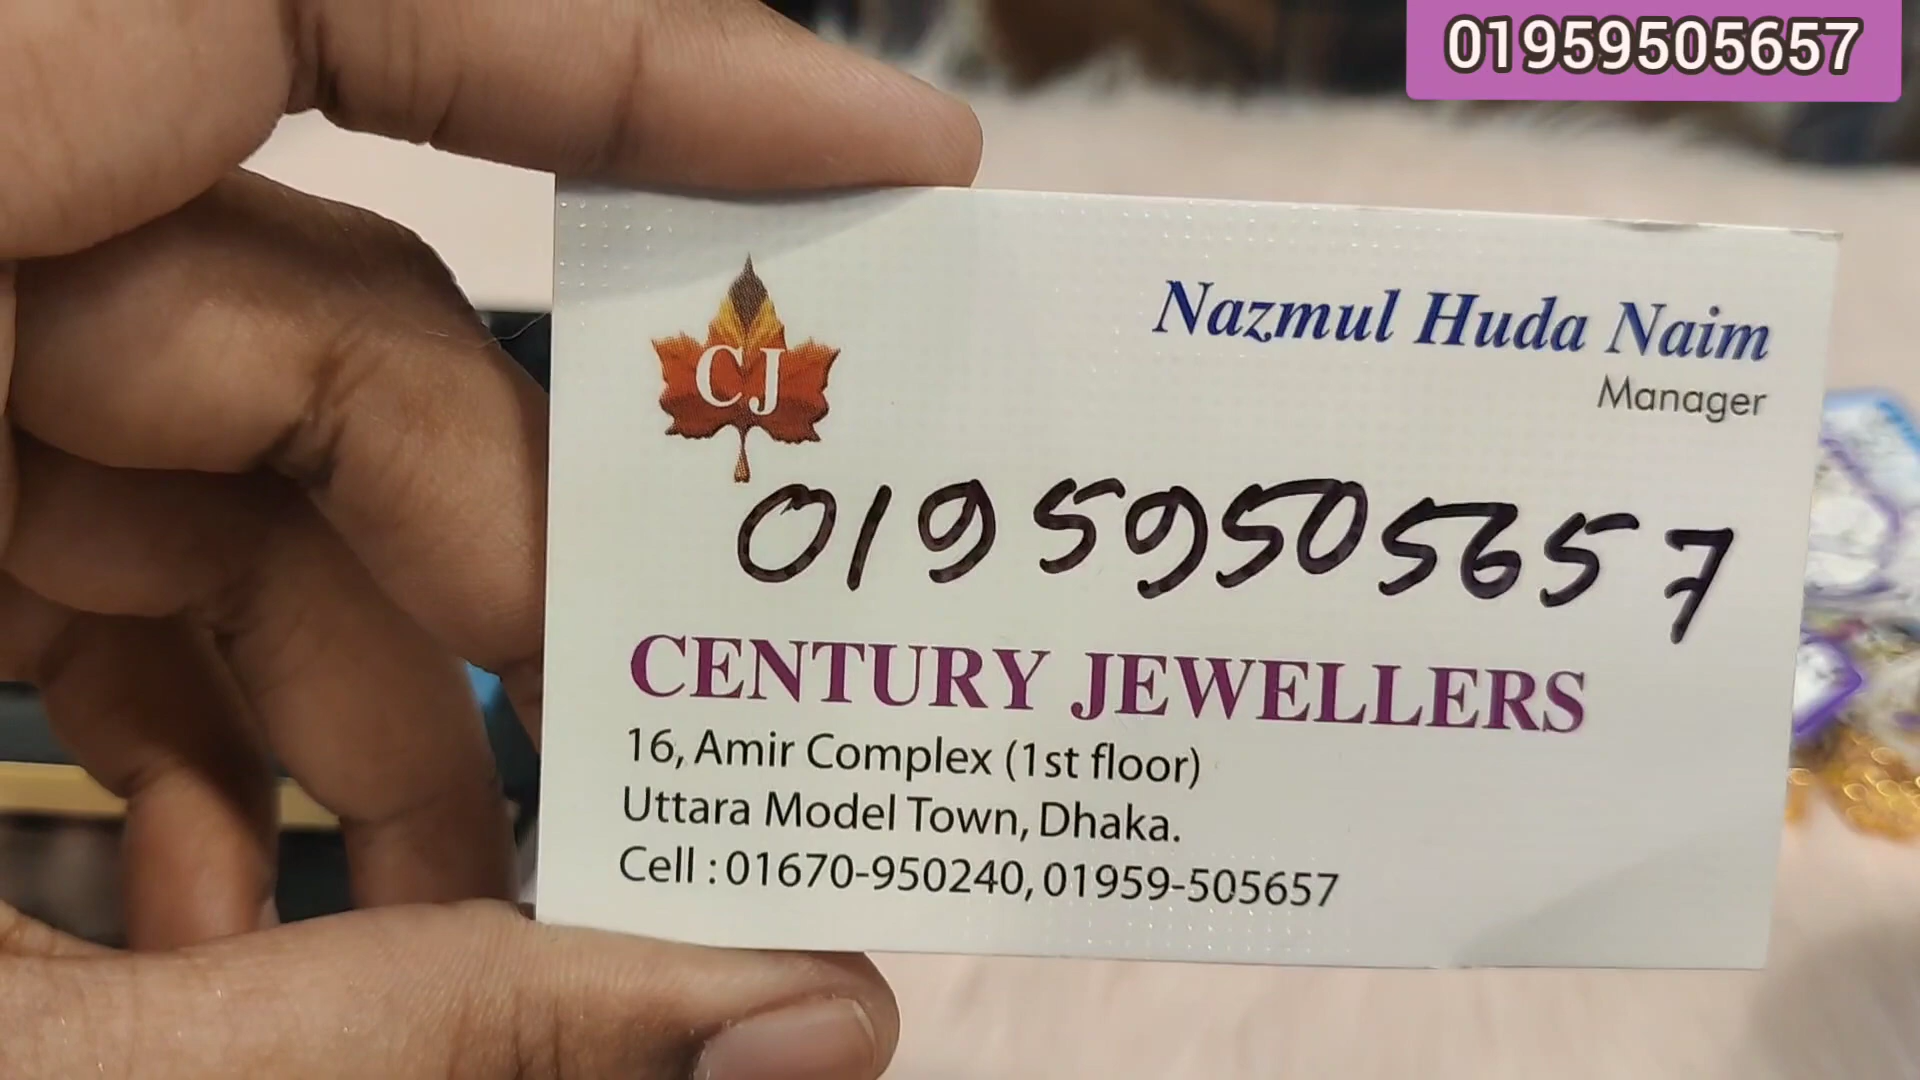 01959505657
Nazmul Huda Naim
Manager
CJ
01959505657
CENTURY JEWELLERS
16, Amir Complex (1st floor)
Uttara Model Town, Dhaka.
Cell : 01670-950240, 01959-505657